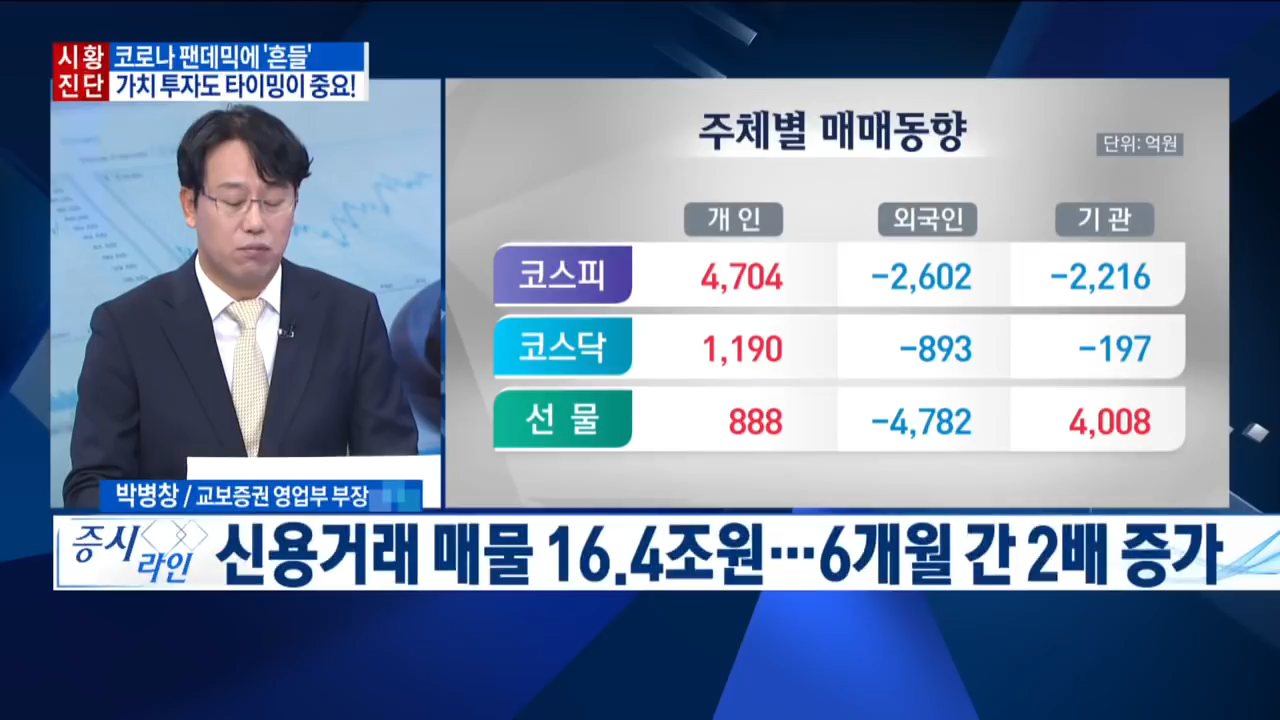 시황
진단
코로나 팬데믹에 '흔들'
가치 투자도 타이밍이 중요!
주체별 매매동향
단위: 억원
개인 외국인 기관
코스피 4,704 -2,602 -2,216
코스닥 1,190 -893 -197
선물 888 -4,782 4,008
박병창 / 교보증권 영업부 부장
증시
라인
신용거래 매물 16.4조원…6개월 간 2배 증가